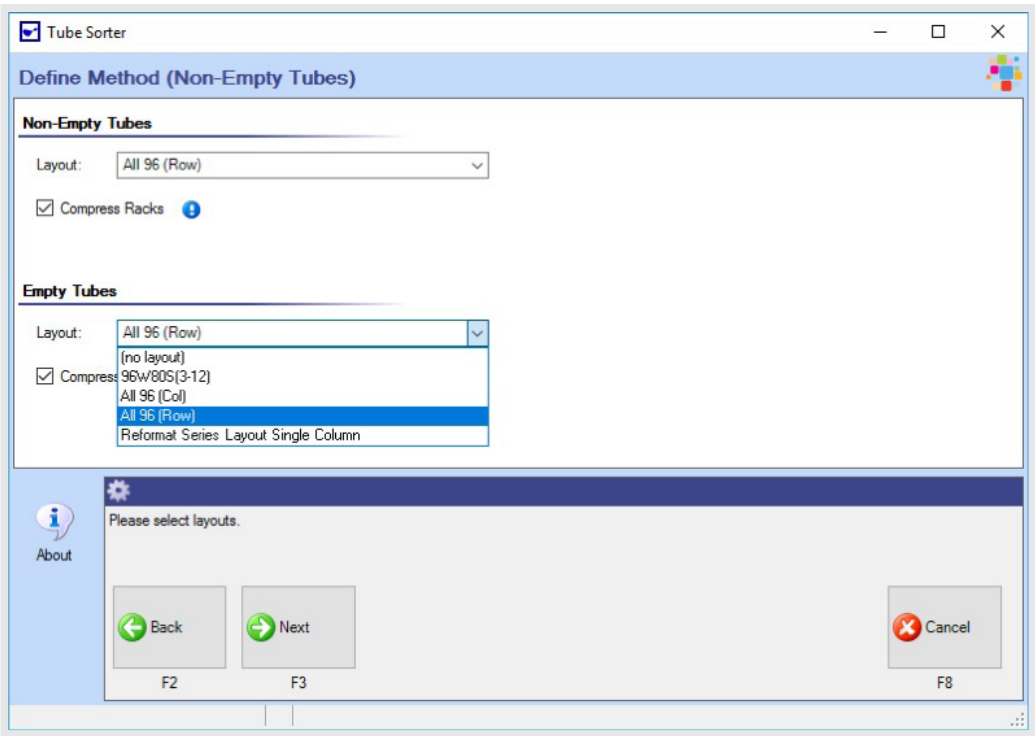 Tube Sorter
Define Method (Non-Empty Tubes)
Non-Empty Tubes
Layout: All 96 (Row)
Compress Racks
Empty Tubes
Layout: All 96 (Row)
(no layout)
Compress 96W80S(3-12)
All 96 (Col)
All 96 (Row)
Reformat Series Layout Single Column
Please select layouts.
About
Back Next Cancel
F2 F3 F8